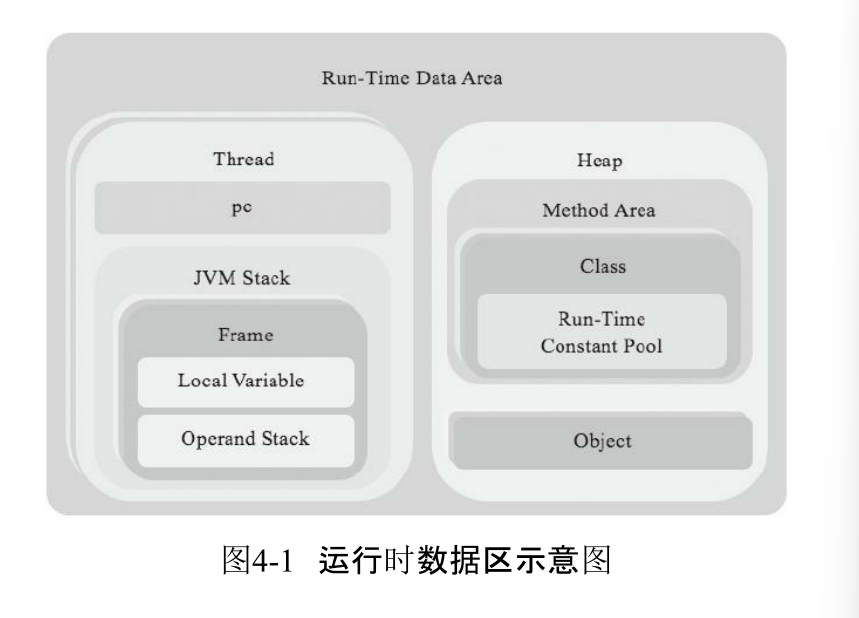 Run-Time Data Area
Thread
pc
JVM Stack
Frame
Local Variable
Operand Stack
Heap
Method Area
Class
Run-Time
Constant Pool
Object
图4-1 运行时数据区示意图